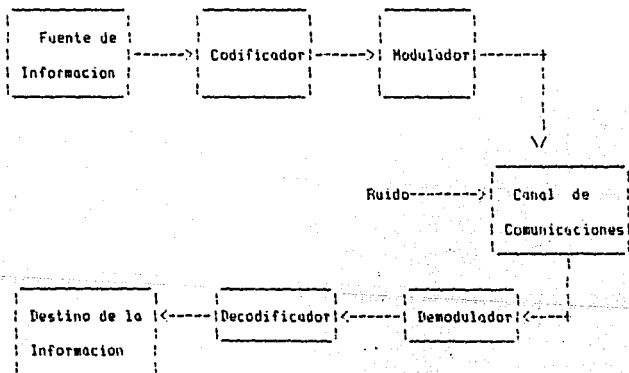 Fuente de
Informacion
Codificador
Modulador
Ruido
Canal de
Comunicaciones
Destino de la
Informacion
Decodificador
Demodulador